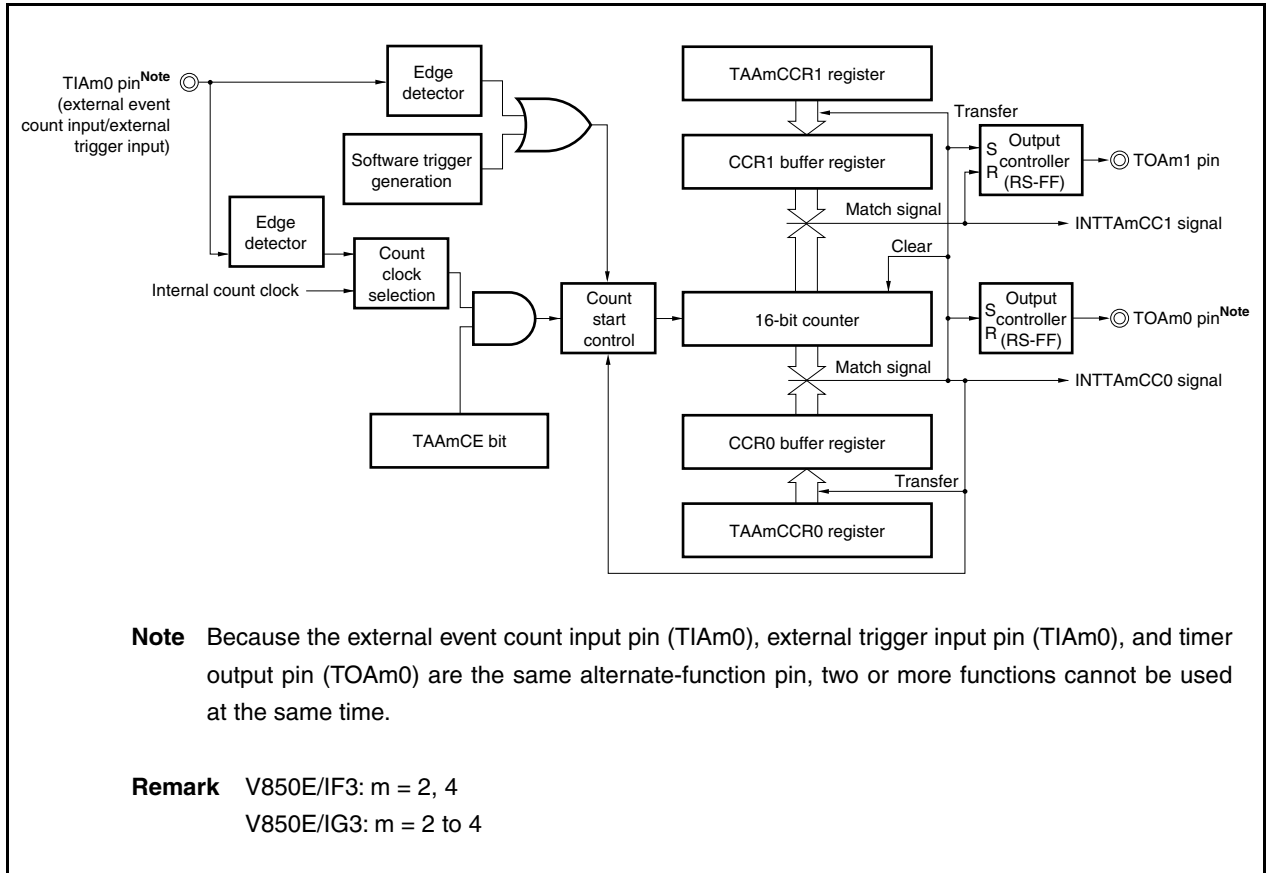 TIAm0 pinNote
(external event
count input/external
trigger input)
Edge
detector
Software trigger
generation
Edge
detector
Internal count clock
Count
clock
selection
TAAmCE bit
Count
start
control
TAAmCCR1 register
Transfer
CCR1 buffer register
Match signal
Clear
16-bit counter
Match signal
CCR0 buffer register
Transfer
TAAmCCR0 register
S
R
Output
controller
(RS-FF)
TOAm1 pin
INTTAmCC1 signal
S
R
Output
controller
(RS-FF)
TOAm0 pinNote
INTTAmCC0 signal
Note Because the external event count input pin (TIAm0), external trigger input pin (TIAm0), and timer
output pin (TOAm0) are the same alternate-function pin, two or more functions cannot be used
at the same time.
Remark V850E/IF3: m = 2, 4
V850E/IG3: m = 2 to 4